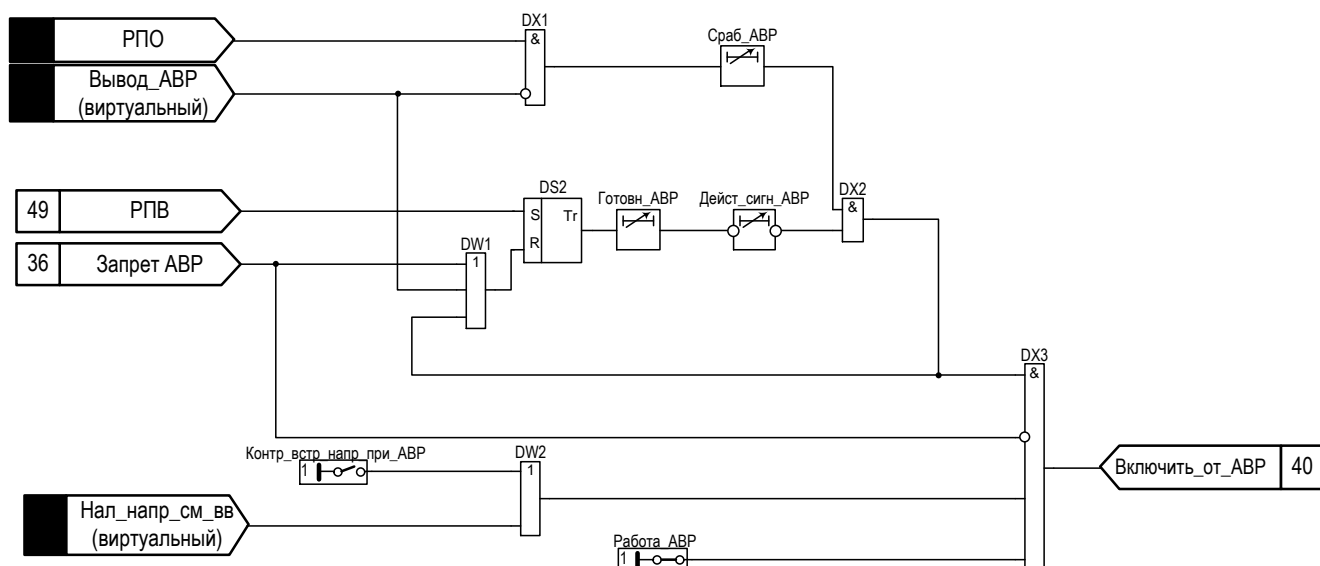 DX1
РПО
&
Сраб_АВР
Вывод_АВР
(виртуальный)
DS2
Готовн_АВР
Дейст_сигн_АВР
DX2
49
РПВ
S
Tr
&
R
DW1
36
Запрет АВР
1
DX3
&
Контр_встр_напр_при_АВР
DW2
1
1
Включить_от_АВР
40
Нал_напр_см_вв
(виртуальный)
Работа_АВР
1